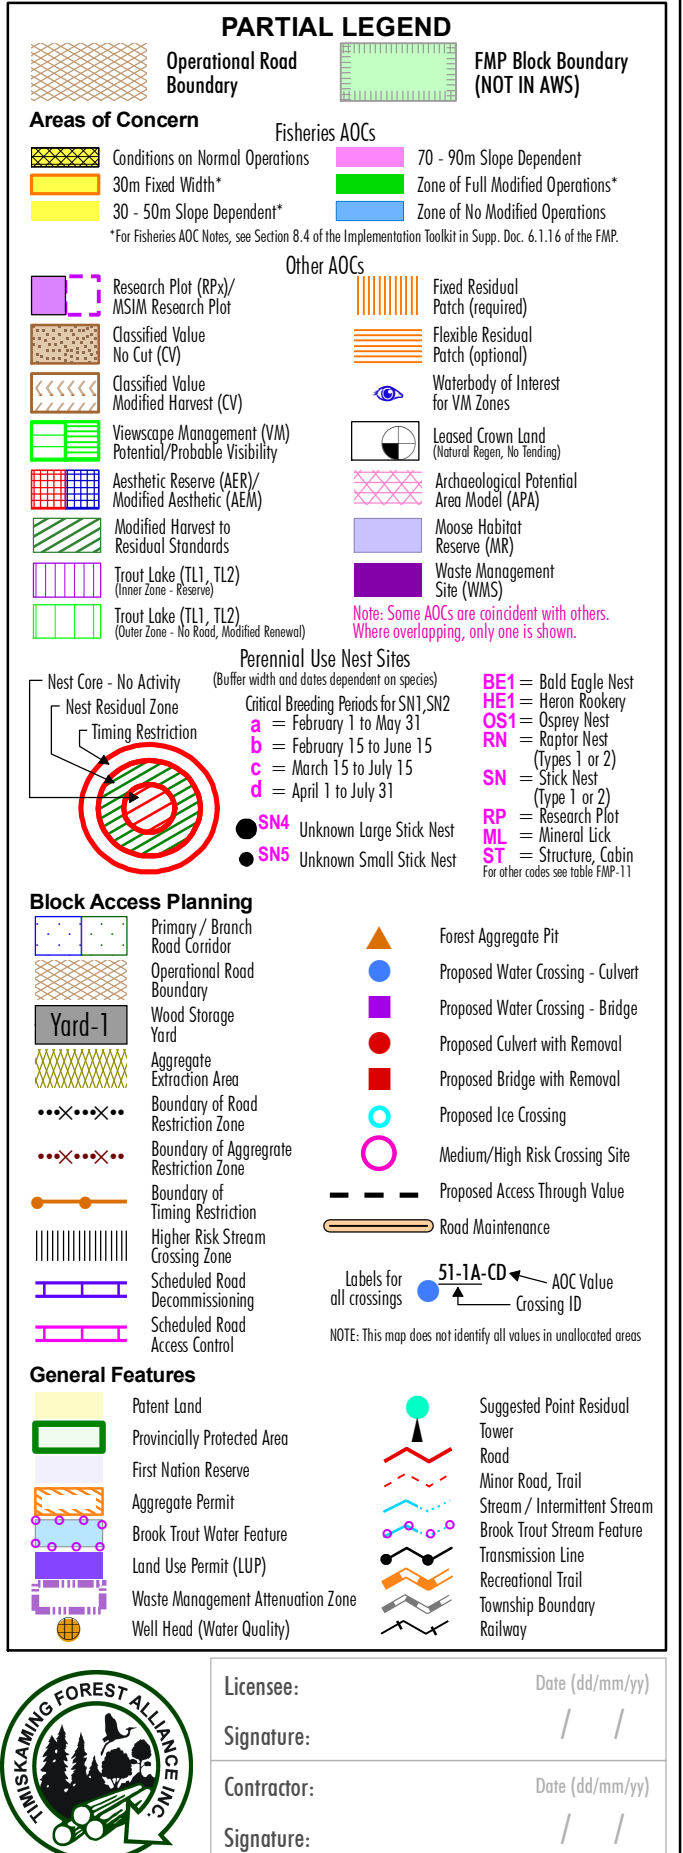 PARTIAL LEGEND
Operational Road
Boundary
FMP Block Boundary
(NOT IN AWS)
Areas of Concern
Fisheries AOCs
Conditions on Normal Operations
30m Fixed Width*
30 - 50m Slope Dependent*
70 - 90m Slope Dependent
Zone of Full Modified Operations*
Zone of No Modified Operations
*For Fisheries AOC Notes, see Section 8.4 of the Implementation Toolkit in Supp. Doc. 6.1.16 of the FMP.
Other AOCs
Research Plot (RPx)/
MSIM Research Plot
Classified Value
No Cut (CV)
Classified Value
Modified Harvest (CV)
Viewscape Management (VM)
Potential/Probable Visibility
Aesthetic Reserve (AER)/
Modified Aesthetic (AEM)
Modified Harvest to
Residual Standards
Trout Lake (TL1, TL2)
(Inner Zone - Reserve)
Trout Lake (TL1, TL2)
(Outer Zone - No Road, Modified Renewal)
Fixed Residual
Patch (required)
Flexible Residual
Patch (optional)
Waterbody of Interest
for VM Zones
Leased Crown Land
(Natural Regen, No Tending)
Archaeological Potential
Area Model (APA)
Moose Habitat
Reserve (MR)
Waste Management
Site (WMS)
Note: Some AOCs are coincident with others.
Where overlapping, only one is shown.
Perennial Use Nest Sites
(Buffer width and dates dependent on species)
Nest Core - No Activity
Nest Residual Zone
Timing Restriction
Critical Breeding Periods for SN1,SN2
a = February 1 to May 31
b = February 15 to June 15
c = March 15 to July 15
d = April 1 to July 31
SN4 Unknown Large Stick Nest
SN5 Unknown Small Stick Nest
BE1 = Bald Eagle Nest
HE1 = Heron Rookery
OS1 = Osprey Nest
RN = Raptor Nest
(Types 1 or 2)
SN = Stick Nest
(Type 1 or 2)
RP = Research Plot
ML = Mineral Lick
ST = Structure, Cabin
For other codes see table FMP-11
Block Access Planning
Primary / Branch
Road Corridor
Operational Road
Boundary
Yard-1
Wood Storage
Yard
Aggregate
Extraction Area
Boundary of Road
Restriction Zone
Boundary of Aggregrate
Restriction Zone
Boundary of
Timing Restriction
Higher Risk Stream
Crossing Zone
Scheduled Road
Decommissioning
Scheduled Road
Access Control
Forest Aggregate Pit
Proposed Water Crossing - Culvert
Proposed Water Crossing - Bridge
Proposed Culvert with Removal
Proposed Bridge with Removal
Proposed Ice Crossing
Medium/High Risk Crossing Site
Proposed Access Through Value
Road Maintenance
Labels for
all crossings
51-1A-CD
AOC Value
Crossing ID
NOTE: This map does not identify all values in unallocated areas
General Features
Patent Land
Provincially Protected Area
First Nation Reserve
Aggregate Permit
Brook Trout Water Feature
Land Use Permit (LUP)
Waste Management Attenuation Zone
Well Head (Water Quality)
Suggested Point Residual
Tower
Road
Minor Road, Trail
Stream / Intermittent Stream
Brook Trout Stream Feature
Transmission Line
Recreational Trail
Township Boundary
Railway
TIMISKAMING FOREST ALLIANCE INC.
Licensee:
Date (dd/mm/yy)
Signature:
/ /
Contractor:
Date (dd/mm/yy)
Signature:
/ /